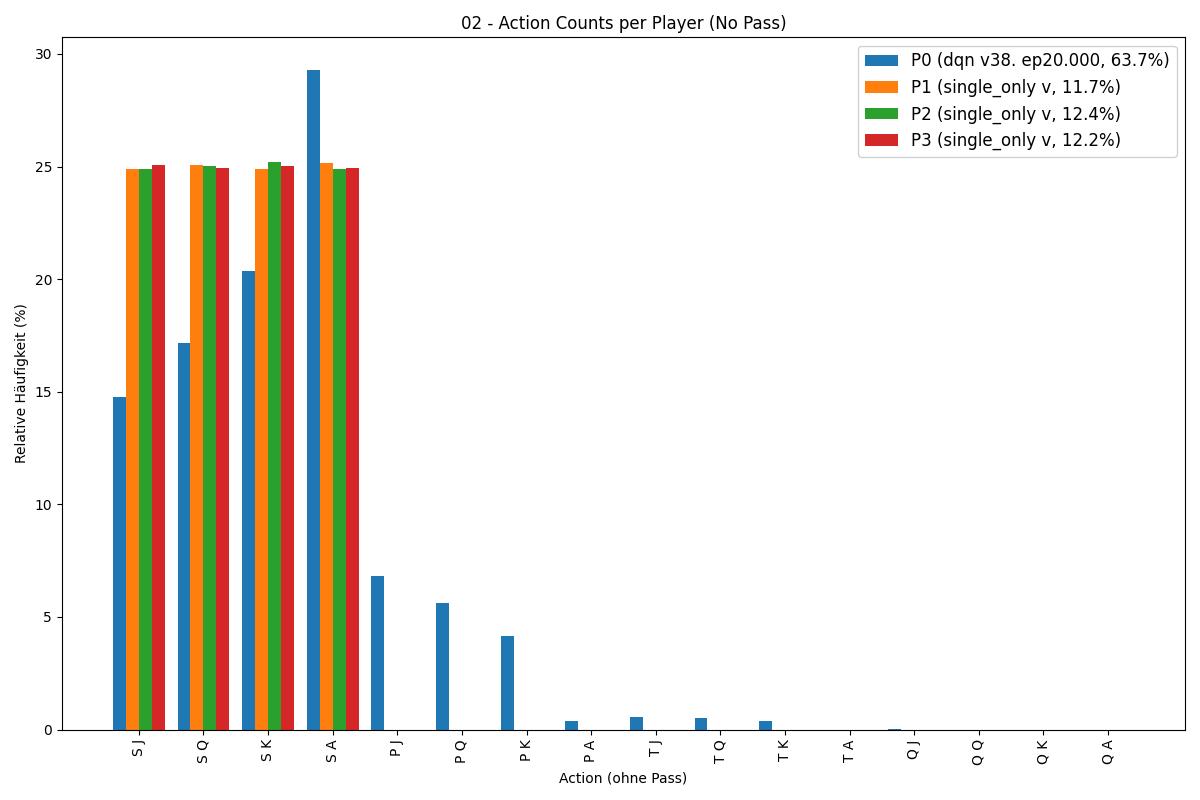 02 - Action Counts per Player (No Pass)
P0 (dqn v38. ep20.000, 63.7%)
P1 (single_only v, 11.7%)
P2 (single_only v, 12.4%)
P3 (single_only v, 12.2%)
Relative Häufigkeit (%)
30
25
20
15
10
5
0
S J
S Q
S K
S A
P J
P Q
P K
P A
T J
T Q
T K
T A
Q J
Q Q
Q K
Q A
Action (ohne Pass)